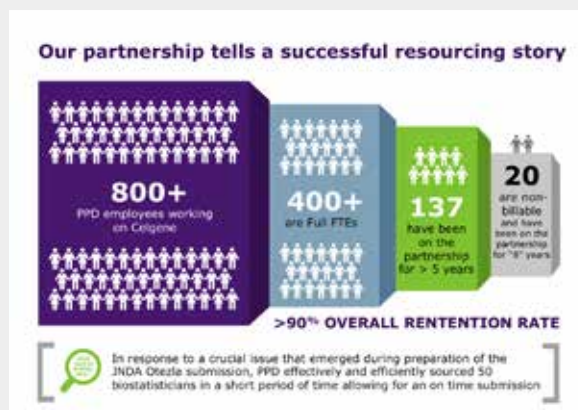 Our partnership tells a successful resourcing story
800+
PPD employees working
on Celgene
400+
are Full FTEs
137
have been
on the
partnership
for > 5 years
20
are non-
billable
and have
been on the
partnership
for "8" years
>90% OVERALL RENTENTION RATE
In response to a crucial issue that emerged during preparation of the
JNDA Otezla submission, PPD effectively and efficiently sourced 50
biostatisticians in a short period of time allowing for an on time submission